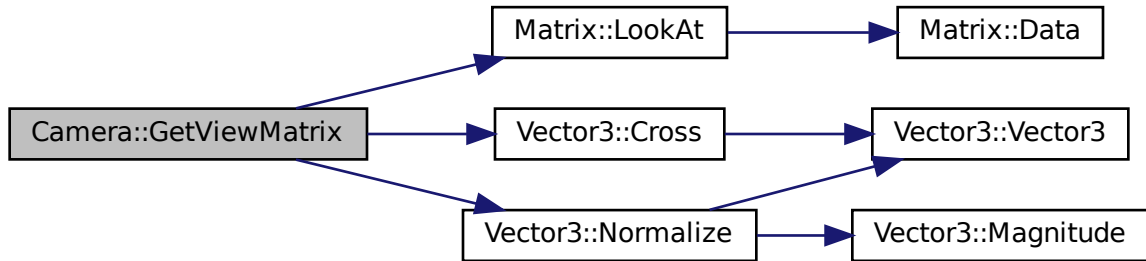 Matrix::LookAt
Matrix::Data
Camera::GetViewMatrix
Vector3::Cross
Vector3::Vector3
Vector3::Normalize
Vector3::Magnitude